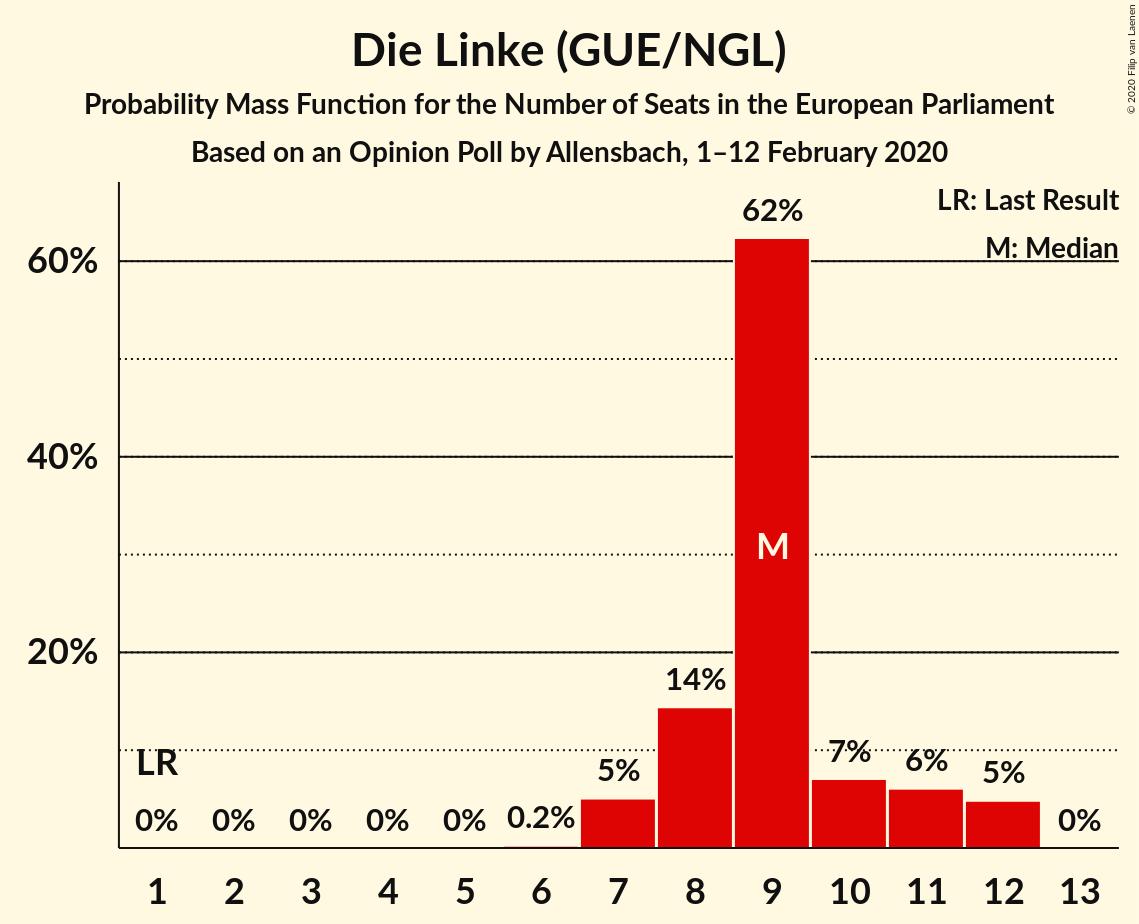 Die Linke (GUE/NGL)
Probability Mass Function for the Number of Seats in the European Parliament
Based on an Opinion Poll by Allensbach, 1–12 February 2020
© 2020 Filip van Laenen
LR: Last Result
M: Median
60%
40%
20%
LR
0%
0%
0%
0%
0%
0.2%
5%
14%
62%
M
7%
6%
5%
0%
1 2 3 4 5 6 7 8 9 10 11 12 13